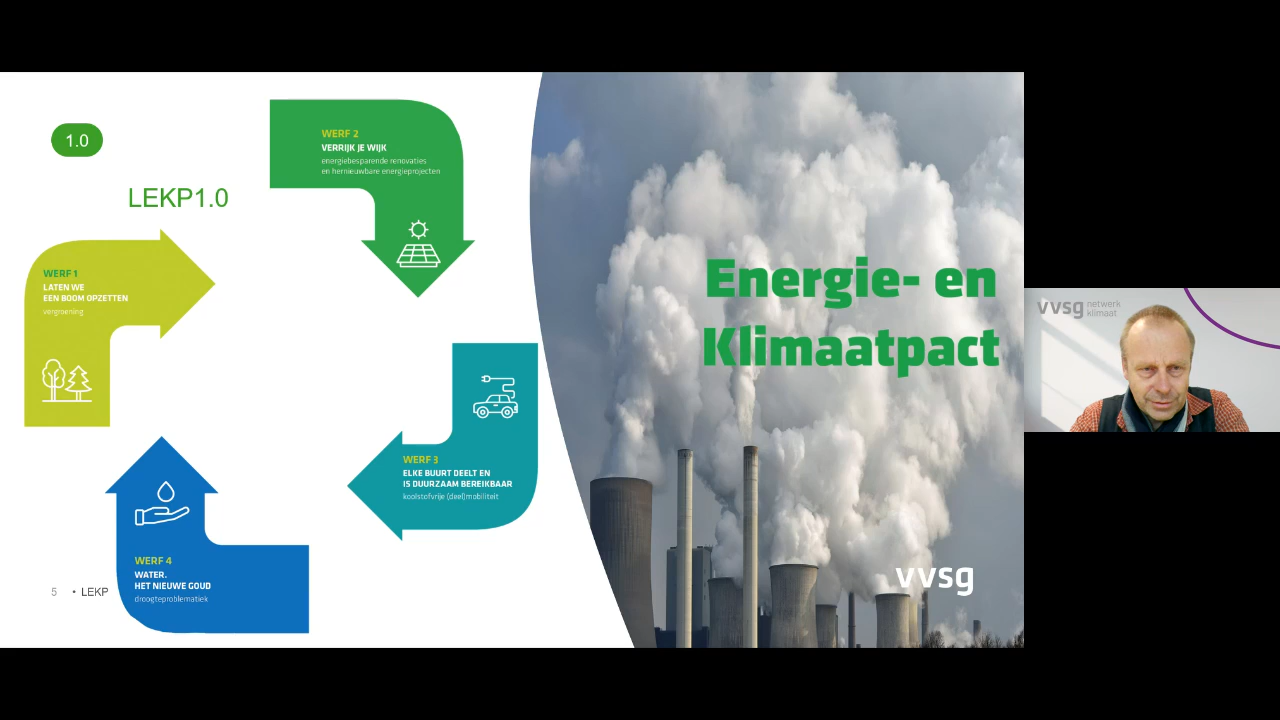 1.0
LEKP1.0
WERF 1
LATEN WE
EEN BOOM OPZETTEN
vergroening
WERF 2
VERRIJK JE WIJK
energiebesparende renovaties
en hernieuwbare energieprojecten
WERF 3
ELKE BUURT DEELT EN
IS DUURZAAM BEREIKBAAR
koolstofvrije (deel)mobiliteit
WERF 4
WATER.
HET NIEUWE GOUD
droogteproblematiek
5 • LEKP
Energie- en
Klimaatpact
vvsg
vvsg netwerk
klimaat